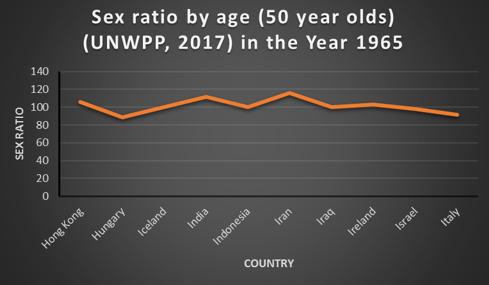 Sex ratio by age (50 year olds)
(UNWPP, 2017) in the Year 1965
140
120
100
80
60
40
20
0
SEX RATIO
Hong Kong
Hungary
Iceland
India
Indonesia
Iran
Iraq
Ireland
Israel
Italy
COUNTRY